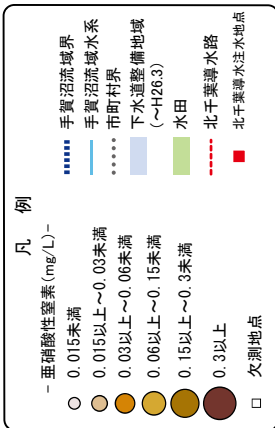 凡 例
- 亜硝酸性窒素(mg/L)-
0.015未満
0.015以上～0.03未満
0.03以上～0.06未満
0.06以上～0.15未満
0.15以上～0.3未満
0.3以上
欠測地点
手賀沼流域界
手賀沼流域水系
市町村界
下水道整備地域
(～H26.3)
水田
北千葉導水路
北千葉導水注水地点